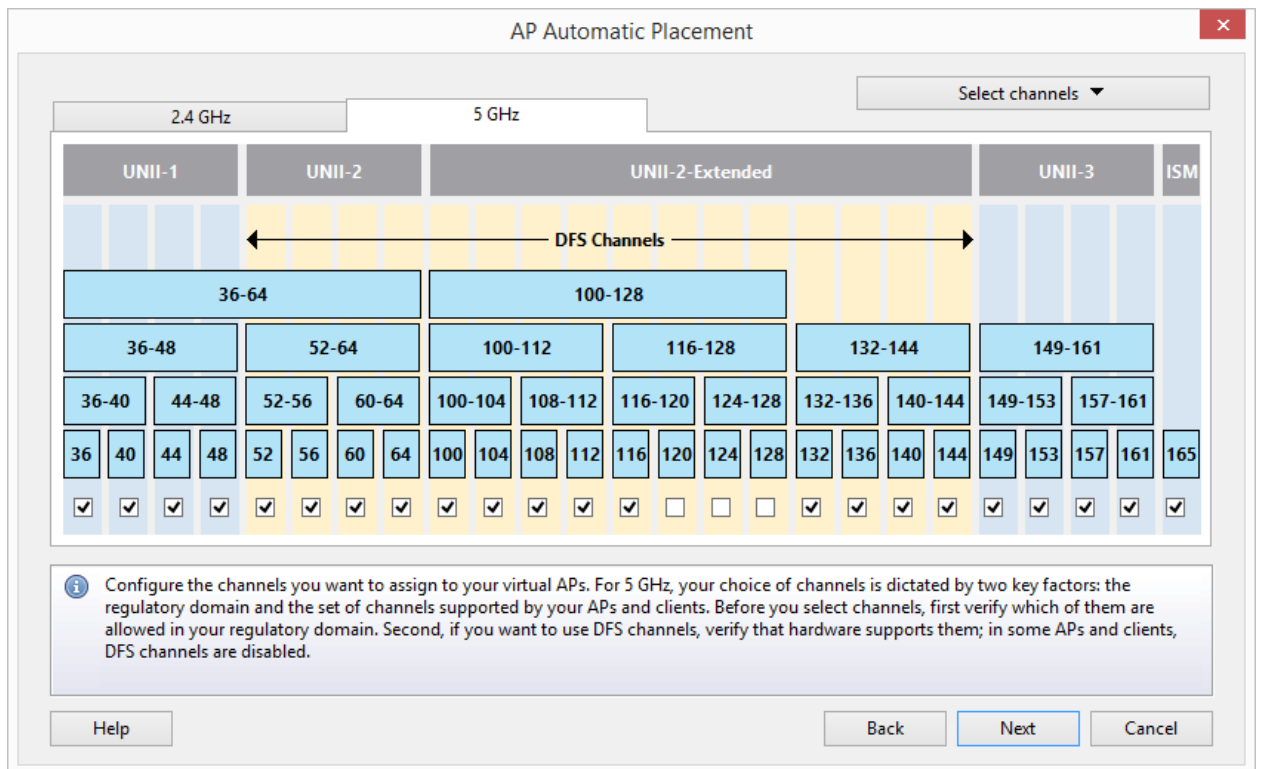 AP Automatic Placement
Select channels
2.4 GHz 5 GHz
UNII-1 UNII-2 UNII-2-Extended UNII-3 ISM
DFS Channels
36-64 100-128
36-48 52-64 100-112 116-128 132-144 149-161
36-40 44-48 52-56 60-64 100-104 108-112 116-120 124-128 132-136 140-144 149-153 157-161
36 40 44 48 52 56 60 64 100 104 108 112 116 120 124 128 132 136 140 144 149 153 157 161 165
Configure the channels you want to assign to your virtual APs. For 5 GHz, your choice of channels is dictated by two key factors: the
regulatory domain and the set of channels supported by your APs and clients. Before you select channels, first verify which of them are
allowed in your regulatory domain. Second, if you want to use DFS channels, verify that hardware supports them; in some APs and clients,
DFS channels are disabled.
Help Back Next Cancel